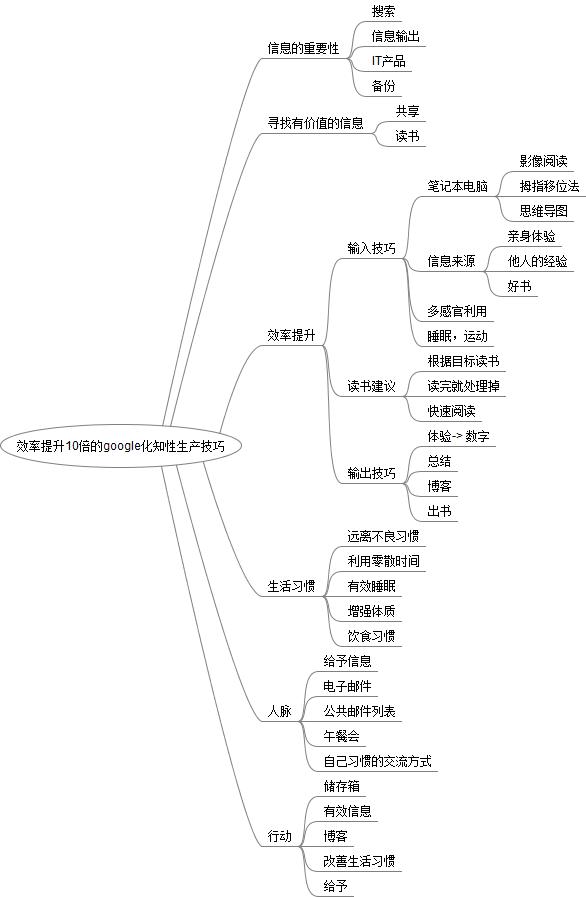 搜索
信息的重要性
信息输出
IT产品
备份
寻找有价值的信息
共享
读书
影像阅读
笔记本电脑
拇指移位法
思维导图
输入技巧
亲身体验
信息来源
他人的经验
好书
多感官利用
睡眠，运动
效率提升
根据目标读书
读书建议
读完就处理掉
快速阅读
体验-> 数字
输出技巧
总结
博客
出书
效率提升10倍的google化知性生产技巧
远离不良习惯
利用零散时间
生活习惯
有效睡眠
增强体质
饮食习惯
给予信息
电子邮件
人脉
公共邮件列表
午餐会
自己习惯的交流方式
储存箱
有效信息
行动
博客
改善生活习惯
给予